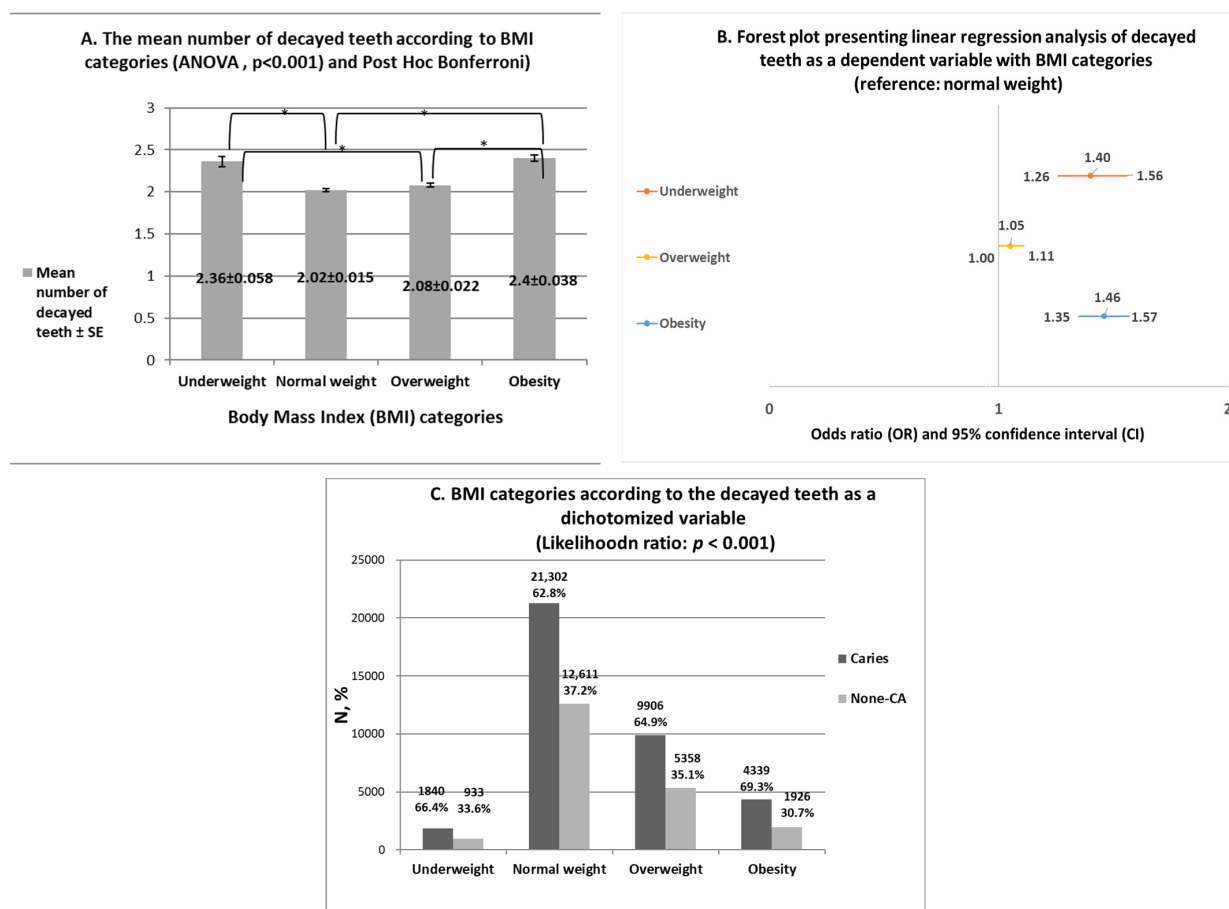 A. The mean number of decayed teeth according to BMI
categories (ANOVA , p<0.001) and Post Hoc Bonferroni)
3
2.5
2
1.5
1
0.5
0
*
*
*
*
2.36±0.058
2.02±0.015
2.08±0.022
2.4±0.038
Mean
number of
decayed
teeth ± SE
Underweight
Normal weight
Overweight
Obesity
Body Mass Index (BMI) categories
B. Forest plot presenting linear regression analysis of decayed
teeth as a dependent variable with BMI categories
(reference: normal weight)
Underweight
Overweight
Obesity
1.40
1.26
1.56
1.05
1.00
1.11
1.46
1.35
1.57
0
1
2
Odds ratio (OR) and 95% confidence interval (CI)
C. BMI categories according to the decayed teeth as a
dichotomized variable
(Likelihoodn ratio: p < 0.001)
N, %
25000
20000
15000
10000
5000
0
1840
66.4%
933
33.6%
21,302
62.8%
12,611
37.2%
9906
64.9%
5358
35.1%
4339
69.3%
1926
30.7%
Underweight
Normal weight
Overweight
Obesity
Caries
None-CA